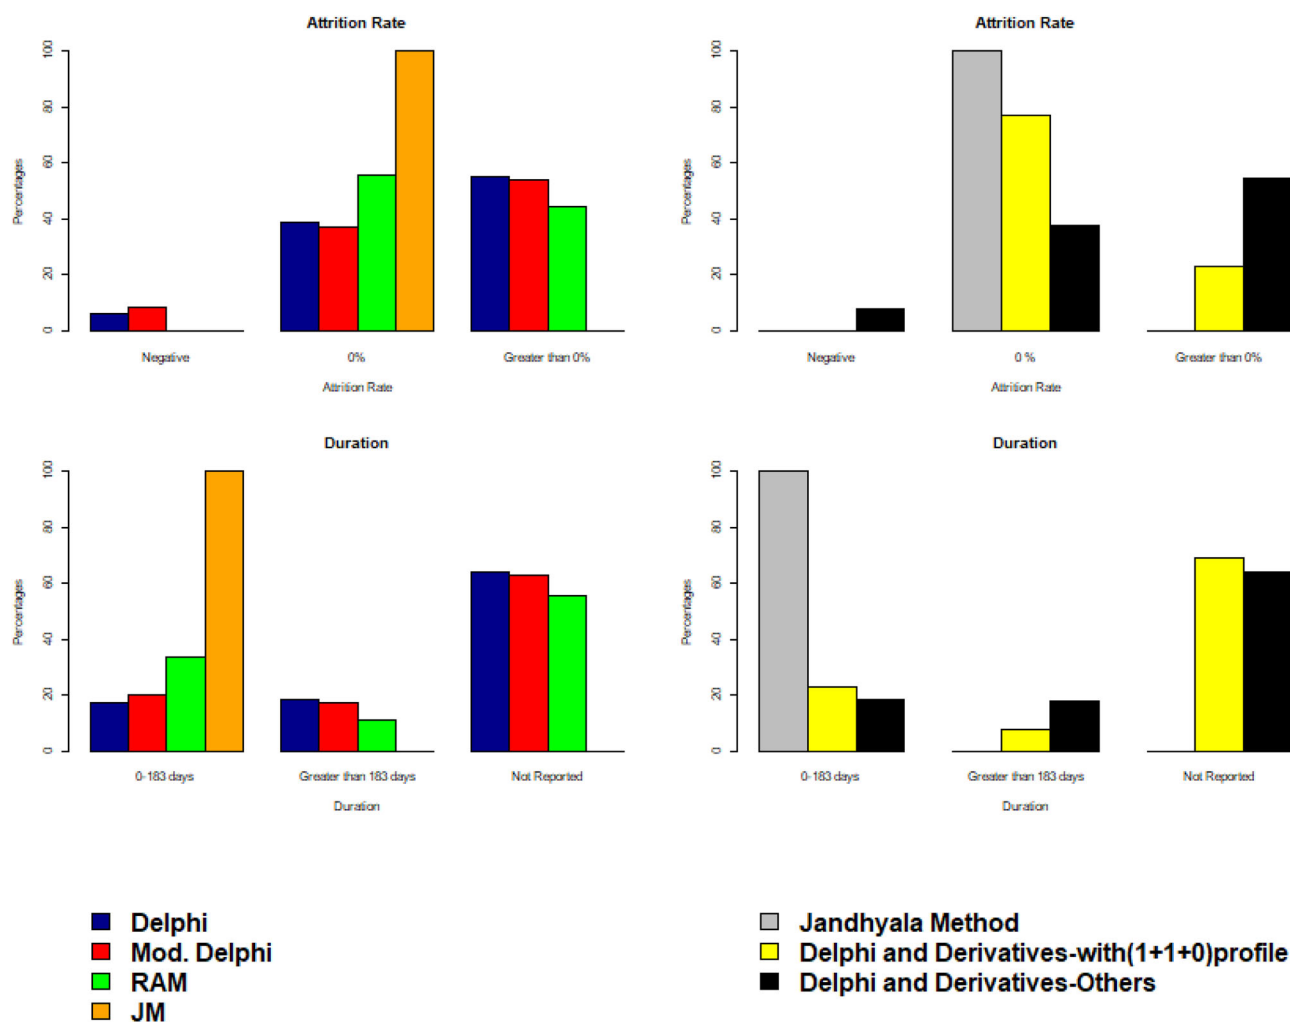 Attrition Rate
100
80
60
40
20
0
Percentages
Negative
0%
Greater than 0%
Attrition Rate
Attrition Rate
100
80
60
40
20
0
Percentages
Negative
0 %
Greater than 0%
Attrition Rate
Duration
100
80
60
40
20
0
Percentages
0-183 days
Greater than 183 days
Not Reported
Duration
Duration
100
80
60
40
20
0
Percentages
0-183 days
Greater than 183 days
Not Reported
Duration
Delphi
Mod. Delphi
RAM
JM
Jandhyala Method
Delphi and Derivatives-with(1+1+0)profile
Delphi and Derivatives-Others